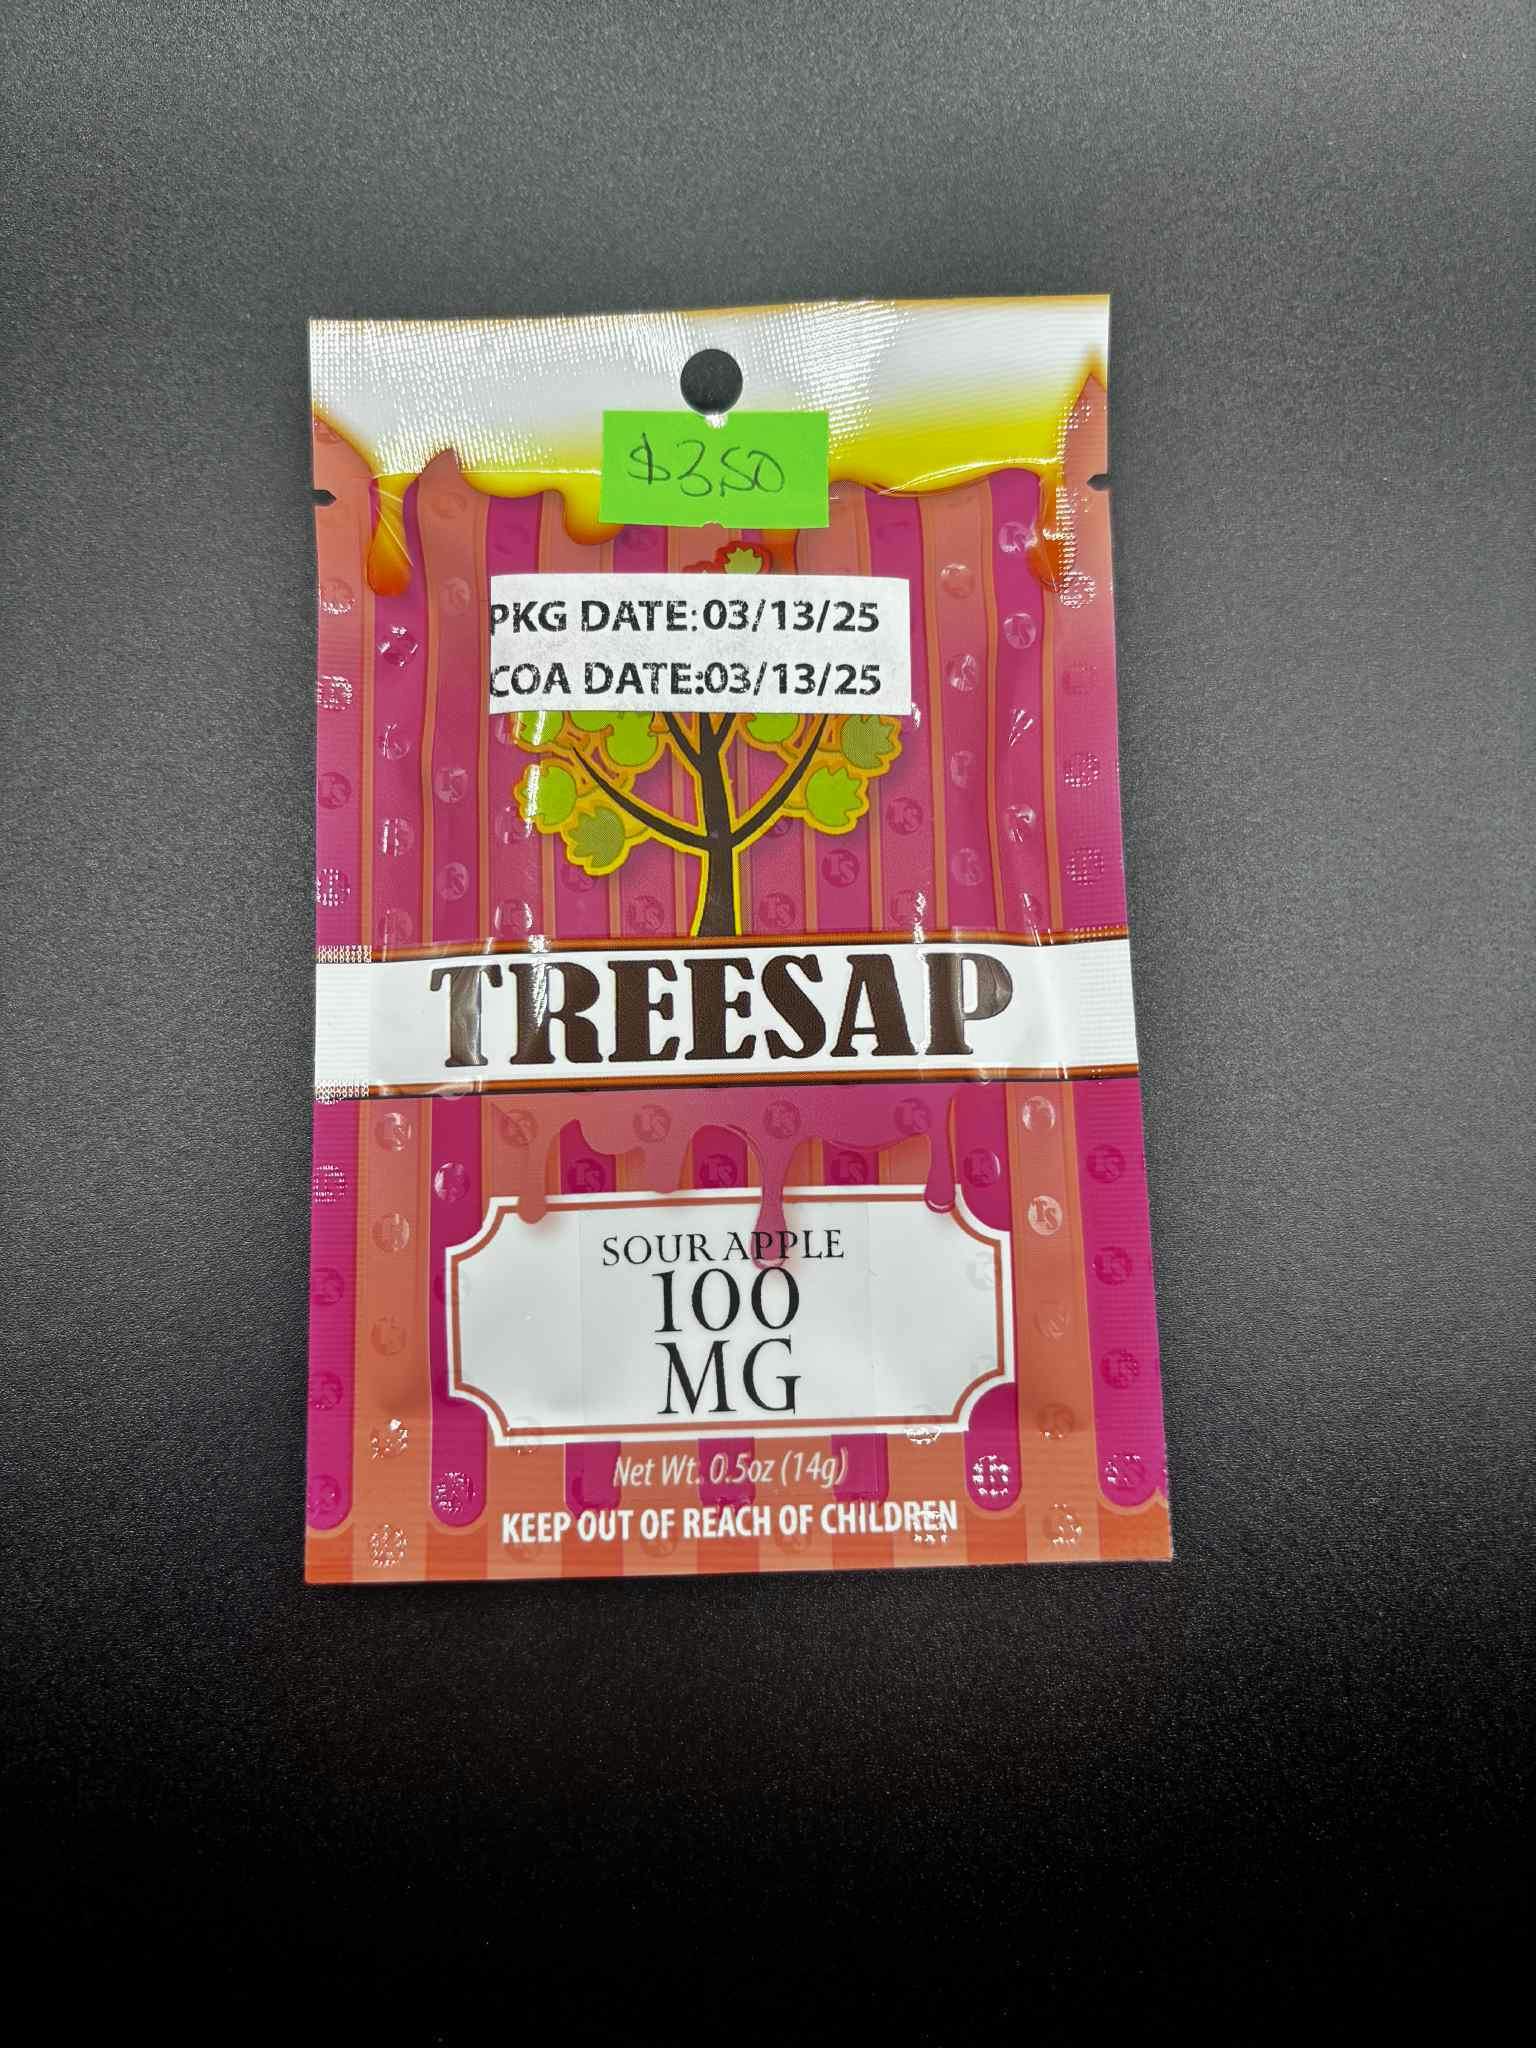 $3.50
PKG DATE:03/13/25
COA DATE:03/13/25
TREESAP
SOUR APPLE
100
MG
Net Wt. 0.5oz (14g)
KEEP OUT OF REACH OF CHILDREN